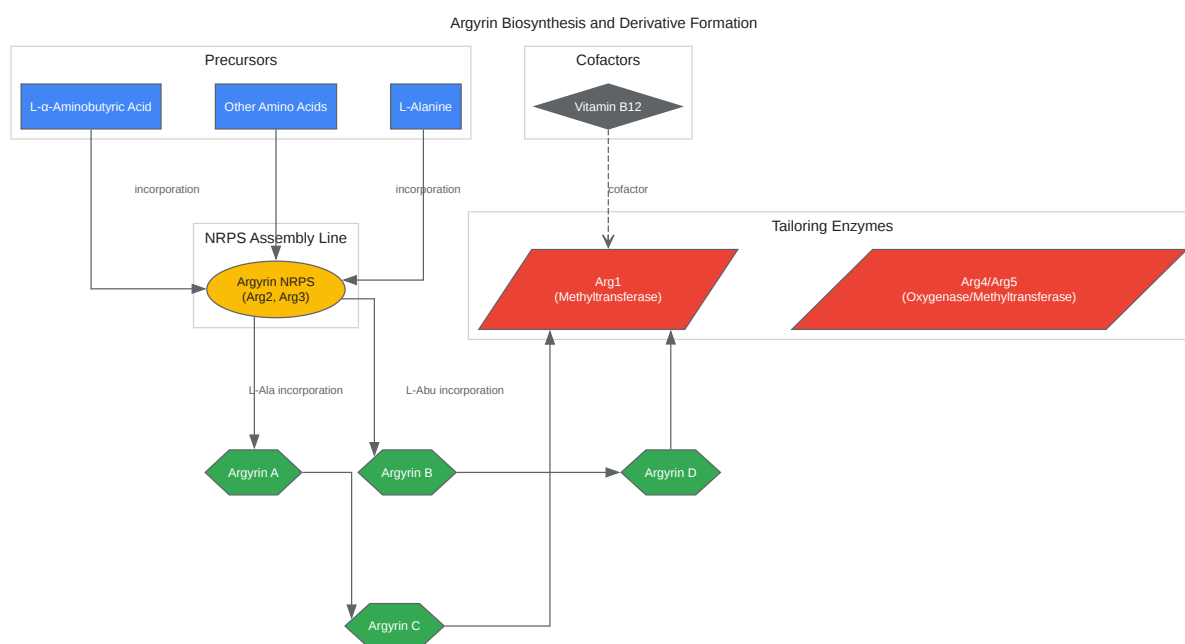 Argyrin Biosynthesis and Derivative Formation
Precursors
Cofactors
L-α-Aminobutyric Acid
Other Amino Acids
L-Alanine
Vitamin B12
incorporation
incorporation
cofactor
Tailoring Enzymes
NRPS Assembly Line
Argyrin NRPS
(Arg2, Arg3)
Arg1
(Methyltransferase)
Arg4/Arg5
(Oxygenase/Methyltransferase)
L-Ala incorporation
L-Abu incorporation
Argyrin A
Argyrin B
Argyrin D
Argyrin C